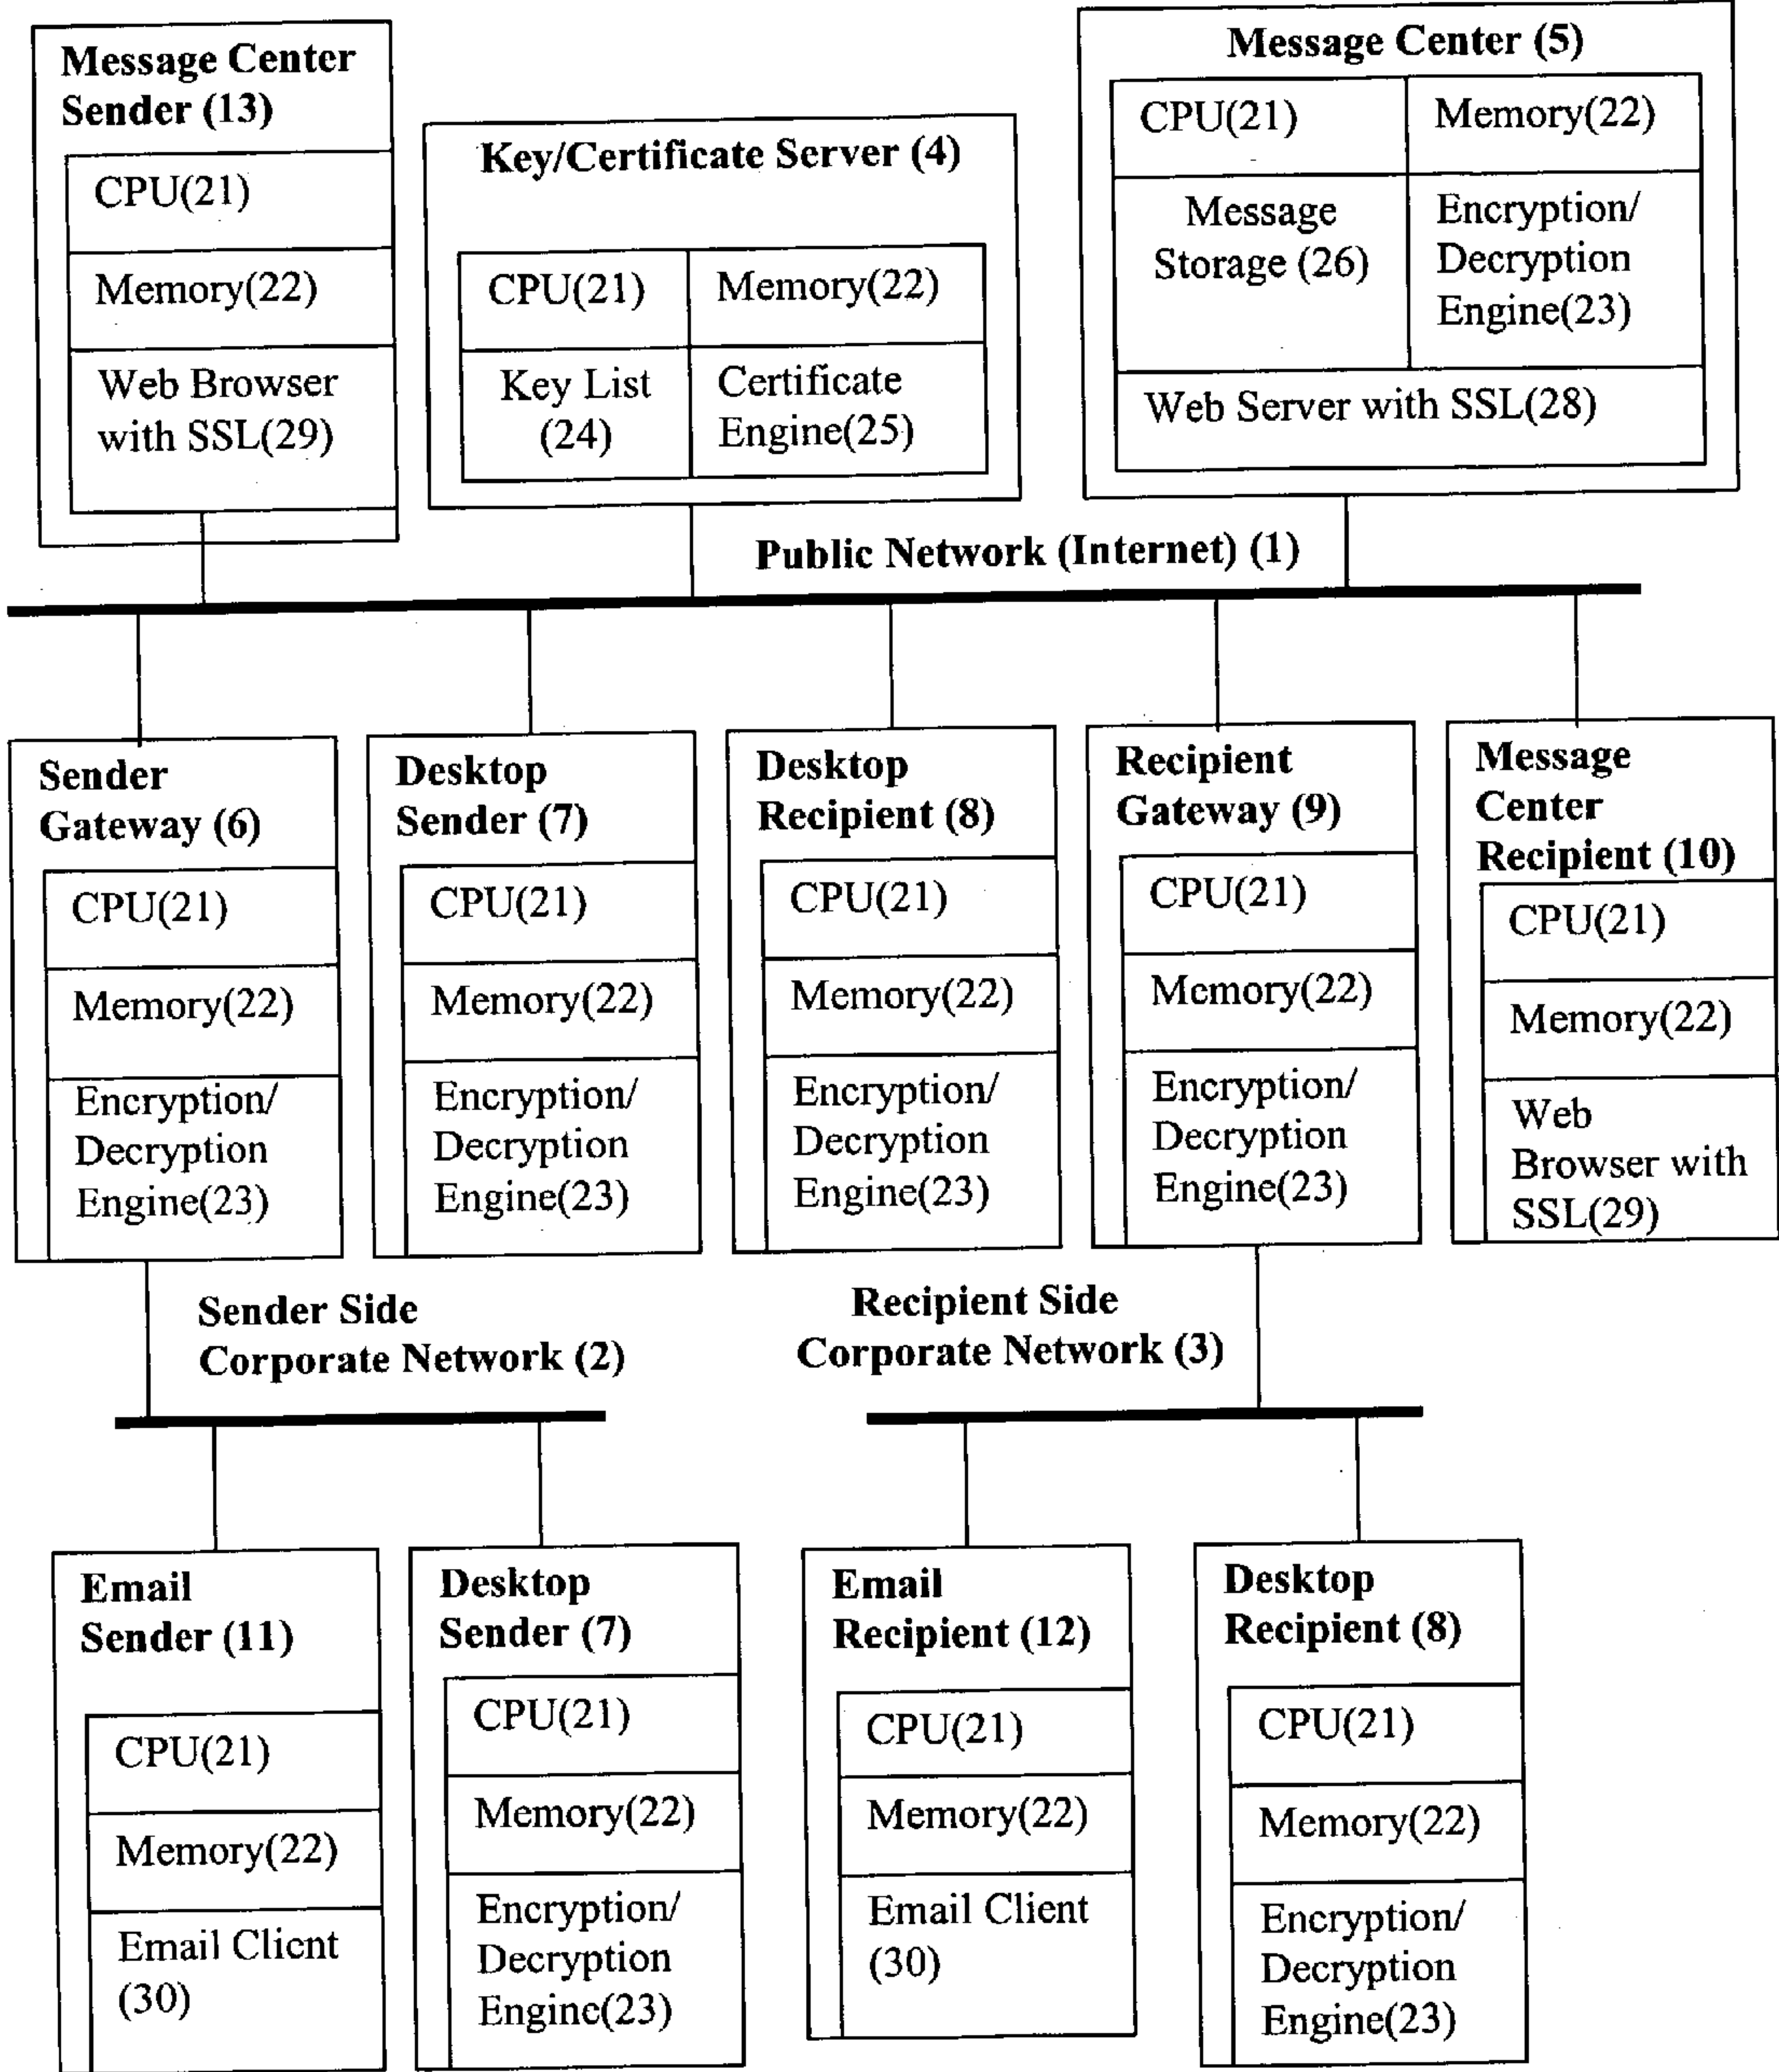 Message Center
Sender (13)
CPU(21)
Memory(22)
Web Browser
with SSL(29)
Key/Certificate Server (4)
CPU(21)
Memory(22)
Key List
(24)
Certificate
Engine(25)
Message Center (5)
CPU(21)
Memory(22)
Message
Storage (26)
Encryption/
Decryption
Engine(23)
Web Server with SSL(28)
Public Network (Internet) (1)
Sender
Gateway (6)
CPU(21)
Memory(22)
Encryption/
Decryption
Engine(23)
Desktop
Sender (7)
CPU(21)
Memory(22)
Encryption/
Decryption
Engine(23)
Desktop
Recipient (8)
CPU(21)
Memory(22)
Encryption/
Decryption
Engine(23)
Recipient
Gateway (9)
CPU(21)
Memory(22)
Encryption/
Decryption
Engine(23)
Message
Center
Recipient (10)
CPU(21)
Memory(22)
Web
Browser with
SSL(29)
Sender Side
Corporate Network (2)
Recipient Side
Corporate Network (3)
Email
Sender (11)
CPU(21)
Memory(22)
Email Client
(30)
Desktop
Sender (7)
CPU(21)
Memory(22)
Encryption/
Decryption
Engine(23)
Email
Recipient (12)
CPU(21)
Memory(22)
Email Client
(30)
Desktop
Recipient (8)
CPU(21)
Memory(22)
Encryption/
Decryption
Engine(23)